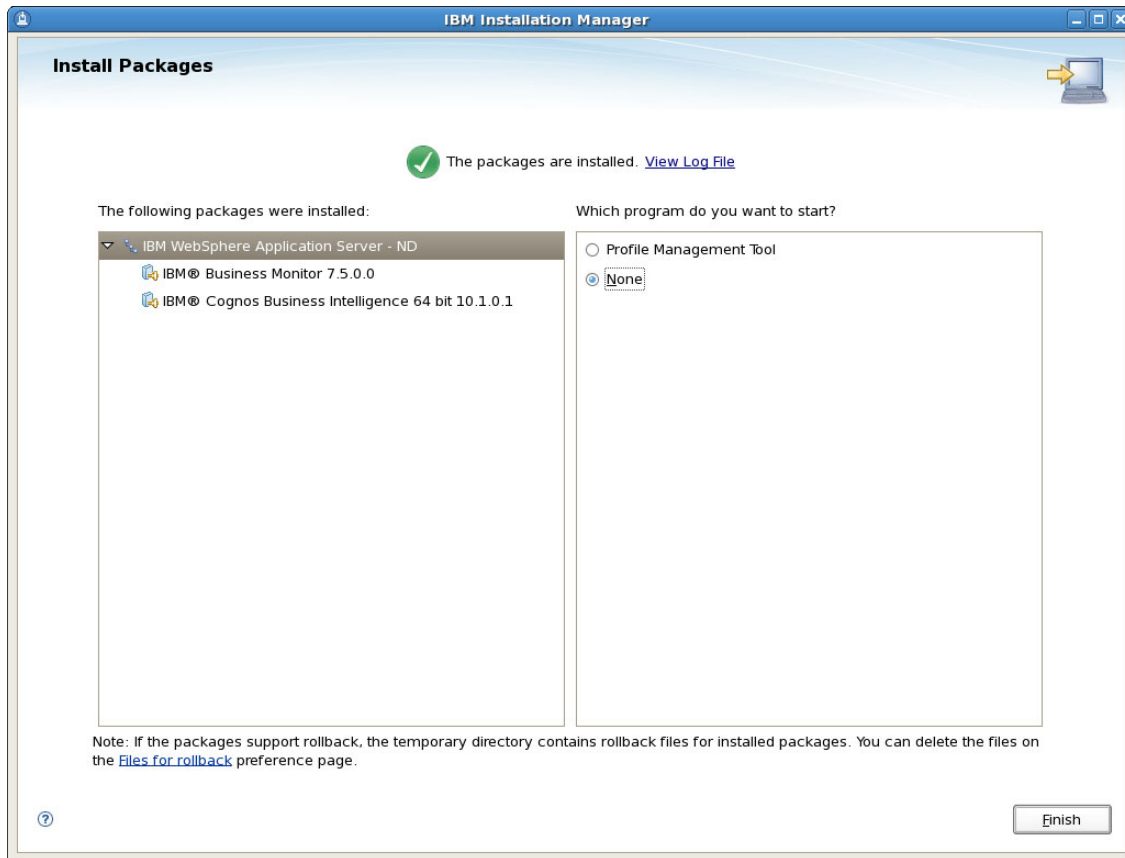 IBM Installation Manager
Install Packages
The packages are installed. View Log File
The following packages were installed:
IBM WebSphere Application Server - ND
IBM® Business Monitor 7.5.0.0
IBM® Cognos Business Intelligence 64 bit 10.1.0.1
Which program do you want to start?
Profile Management Tool
None
Note: If the packages support rollback, the temporary directory contains rollback files for installed packages. You can delete the files on
the Files for rollback preference page.
?
Finish